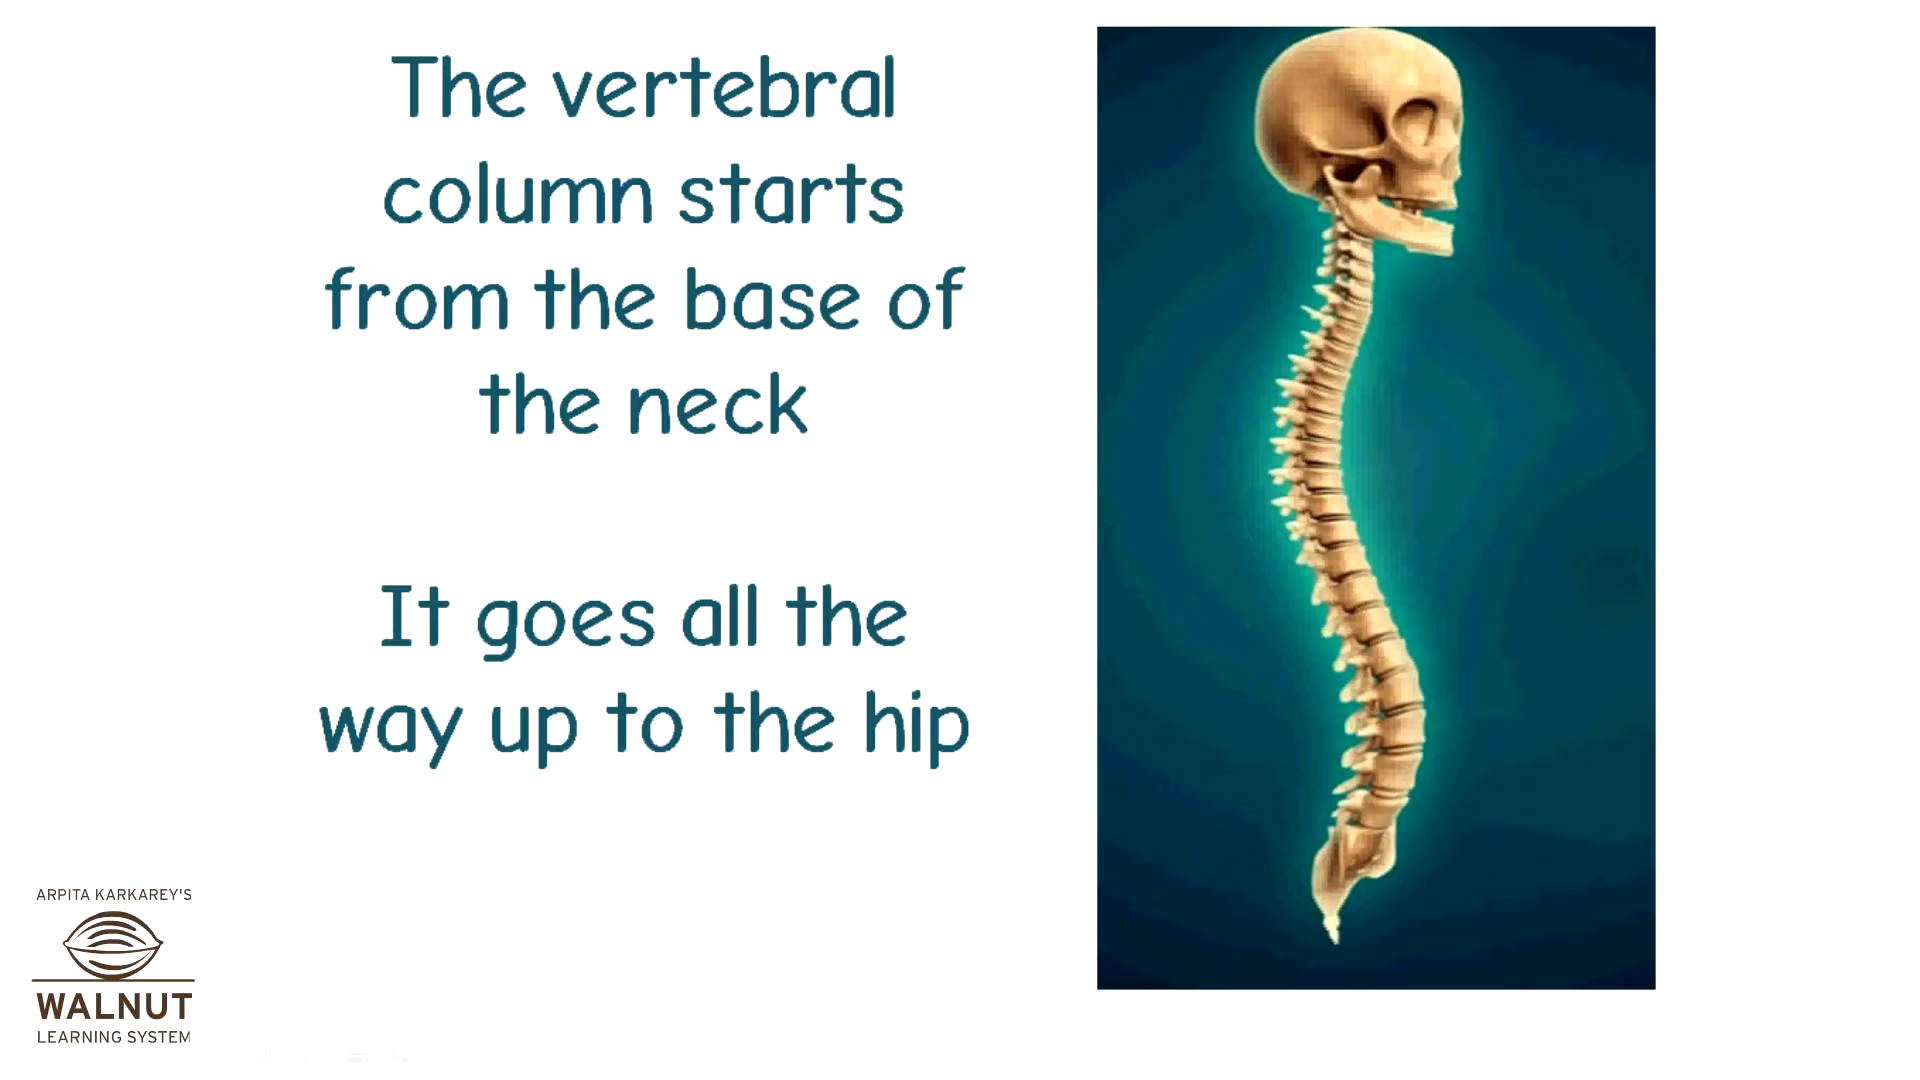 The vertebral
column starts
from the base of
the neck
It goes all the
way up to the hip
ARPITA KARKAREY'S
WALNUT
LEARNING SYSTEM